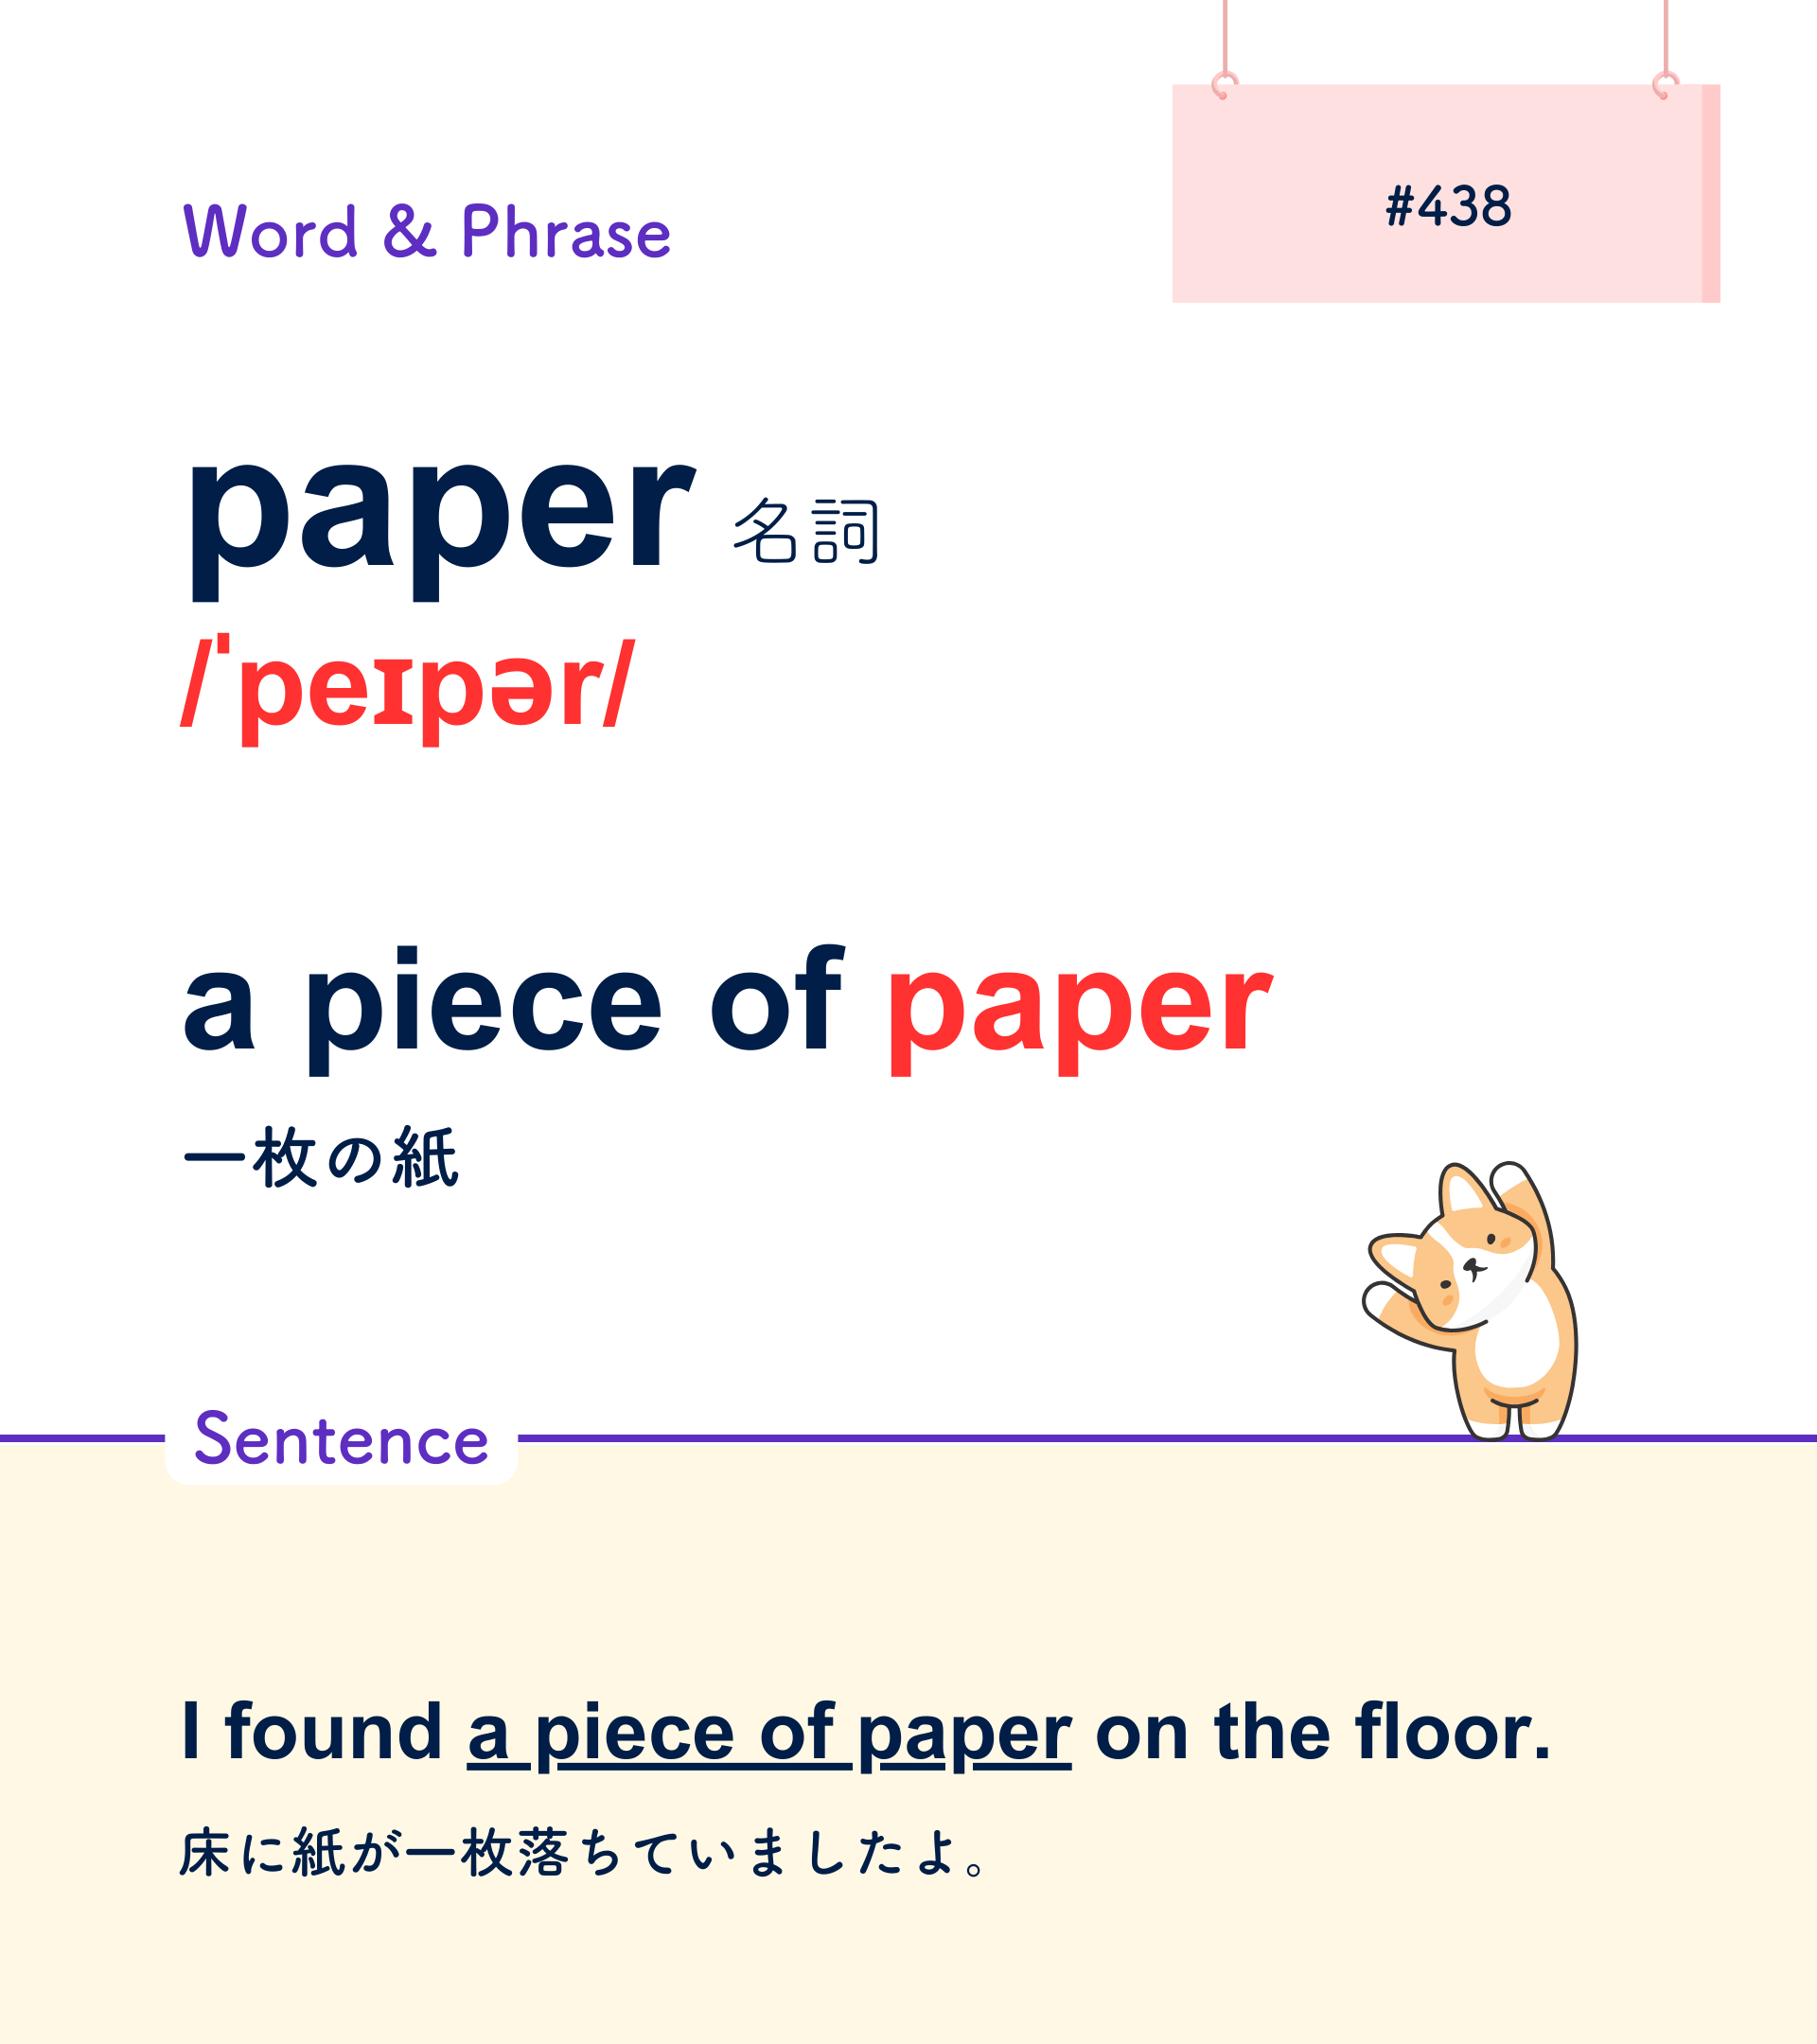 #438
Word & Phrase
paper 名詞
/ˈpeɪpər/
a piece of paper
一枚の紙
Sentence
I found a piece of paper on the floor.
床に紙が一枚落ちていましたよ。